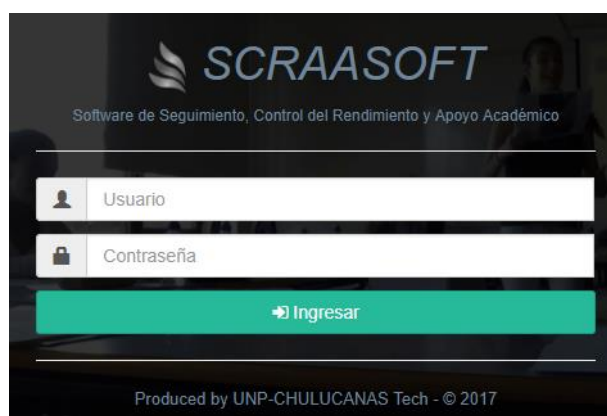 SCRAASOFT
Software de Seguimiento, Control del Rendimiento y Apoyo Académico
Usuario
Contraseña
Ingresar
Produced by UNP-CHULUCANAS Tech - © 2017